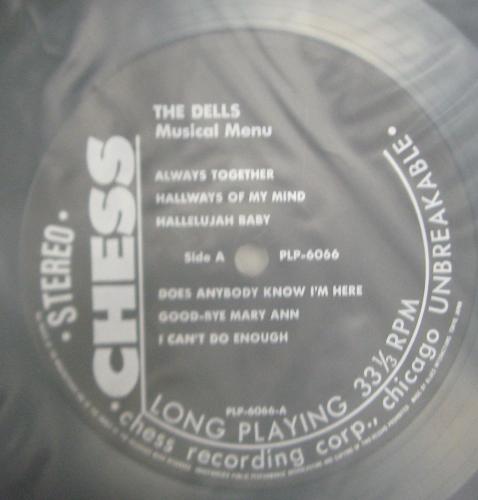 THE DELLS
Musical Menu
ALWAYS TOGETHER
HALLWAYS OF MY MIND
HALLELUJAH BABY
Side A PLP-6066
DOES ANYBODY KNOW I'M HERE
GOOD-BYE MARY ANN
I CAN'T DO ENOUGH
PLP-6066-A
• STEREO •
CHESS
LONG PLAYING 33⅓ RPM
• chess recording corp., chicago UNBREAKABLE •